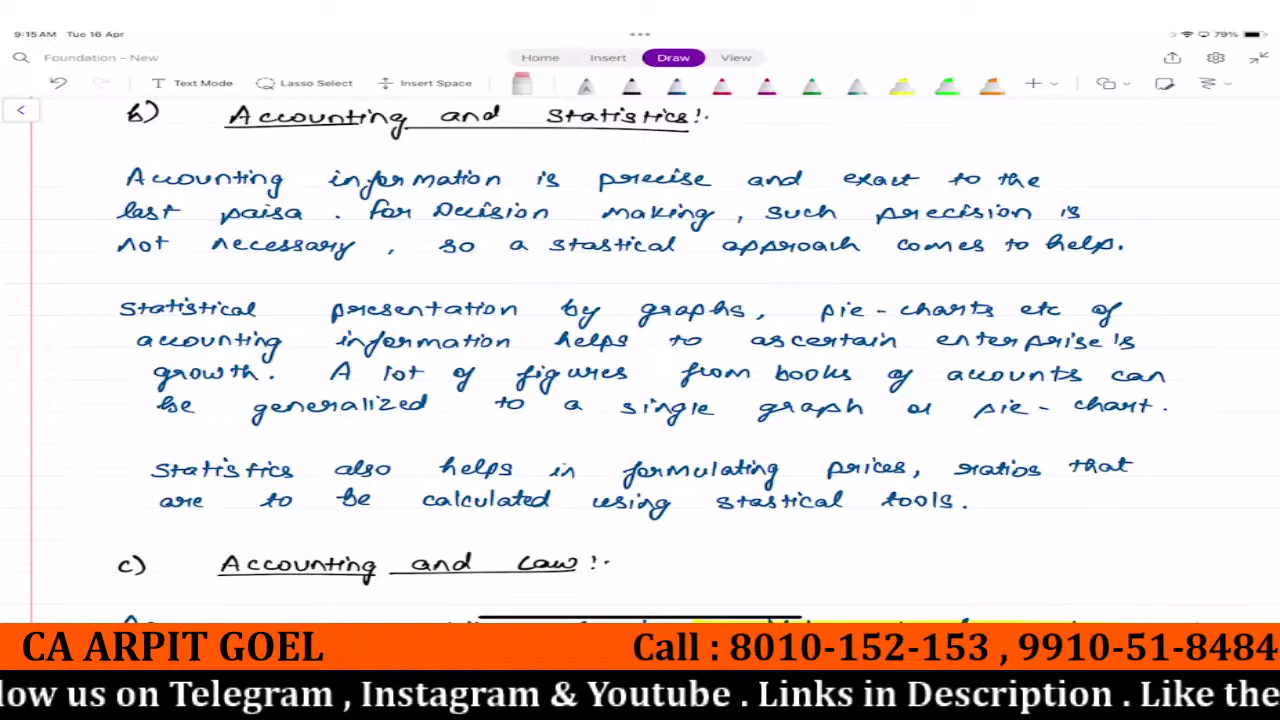 9:15 AM Tue 16 Apr
79%
Foundation - New
Home Insert Draw View
Text Mode Lasso Select Insert Space
b) Accounting and Statistics:-
Accounting information is precise and exact to the
last paisa. For Decision making, such precision is
not necessary, so a stastical approach comes to help.
Statistical presentation by graphs, pie-charts etc of
accounting information helps to ascertain enterprise's
growth. A lot of figures from books of acounts can
be generalized to a single graph or pie-chart.
Statistics also helps in formulating prices, ratios that
are to be calculated using stastical tools.
c) Accounting and Law:-
CA ARPIT GOEL Call : 8010-152-153 , 9910-51-8484
low us on Telegram , Instagram & Youtube . Links in Description . Like the